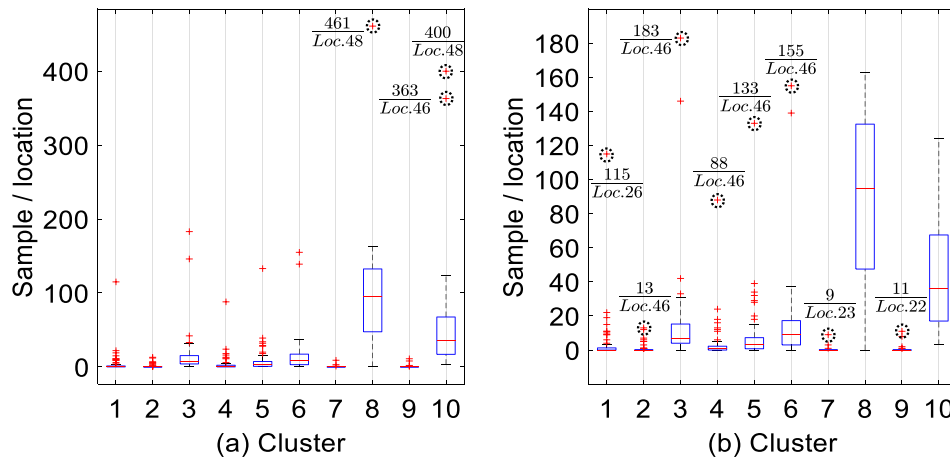 461
Loc.48
400
Loc.48
363
Loc.46
400
300
200
100
0
Sample / location
1 2 3 4 5 6 7 8 9 10
(a) Cluster
183
Loc.46
155
Loc.46
133
Loc.46
115
Loc.26
88
Loc.46
13
Loc.46
9
Loc.23
11
Loc.22
180
160
140
120
100
80
60
40
20
0
Sample / location
1 2 3 4 5 6 7 8 9 10
(b) Cluster